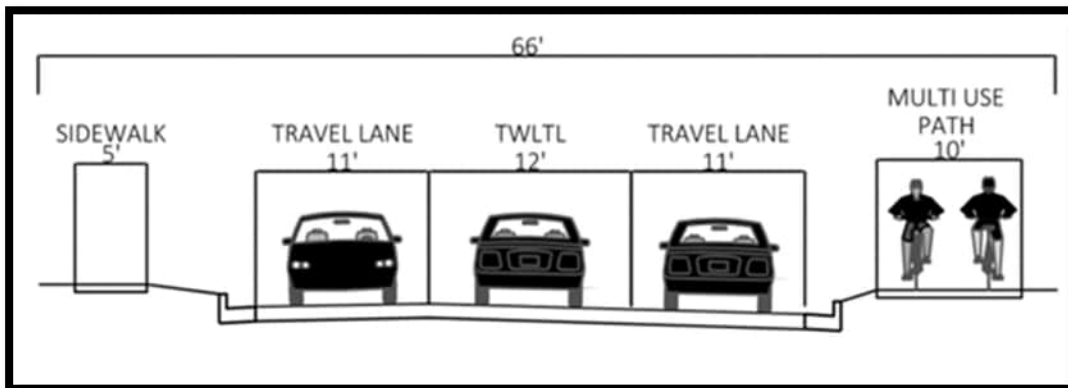 66'
SIDEWALK
5'
TRAVEL LANE
11'
TWLTL
12'
TRAVEL LANE
11'
MULTI USE
PATH
10'